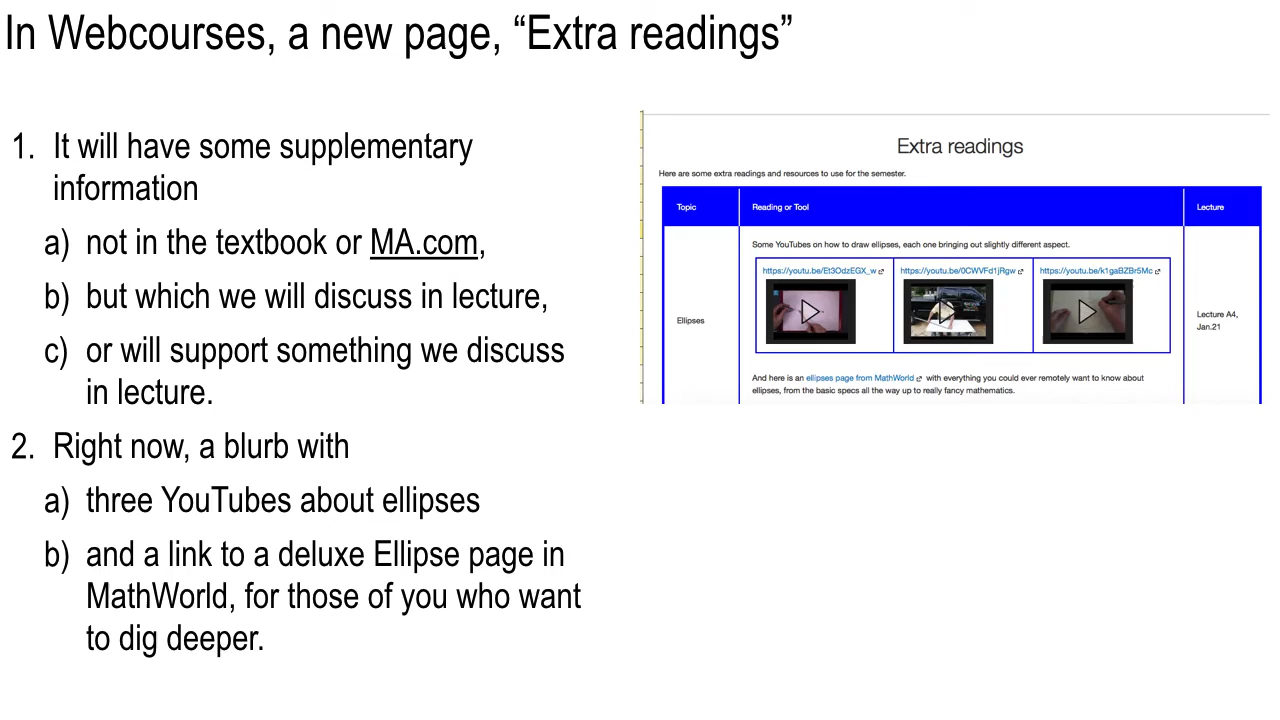 In Webcourses, a new page, “Extra readings”
1. It will have some supplementary
information
a) not in the textbook or MA.com,
b) but which we will discuss in lecture,
c) or will support something we discuss
in lecture.
2. Right now, a blurb with
a) three YouTubes about ellipses
b) and a link to a deluxe Ellipse page in
MathWorld, for those of you who want
to dig deeper.
Extra readings
Here are some extra readings and resources to use for the semester.
Topic
Reading or Tool
Lecture
Ellipses
Some YouTubes on how to draw ellipses, each one bringing out slightly different aspect.
https://youtu.be/Et3OdzEGX_w
https://youtu.be/0CWVFd1jRgw
https://youtu.be/k1gaBZBr5Mc
And here is an ellipses page from MathWorld with everything you could ever remotely want to know about
ellipses, from the basic specs all the way up to really fancy mathematics.
Lecture A4,
Jan.21